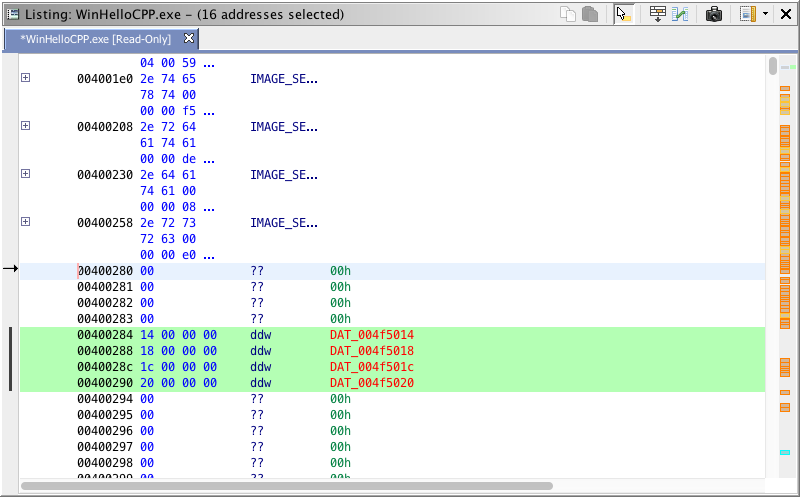 Listing: WinHelloCPP.exe - (16 addresses selected)
*WinHelloCPP.exe [Read-Only]
04 00 59 ...
004001e0 2e 74 65 IMAGE_SE...
78 74 00
00 00 f5 ...
00400208 2e 72 64 IMAGE_SE...
61 74 61
00 00 de ...
00400230 2e 64 61 IMAGE_SE...
74 61 00
00 00 08 ...
00400258 2e 72 73 IMAGE_SE...
72 63 00
00 00 e0 ...
00400280 00 ?? 00h
00400281 00 ?? 00h
00400282 00 ?? 00h
00400283 00 ?? 00h
00400284 14 00 00 00 ddw DAT_004f5014
00400288 18 00 00 00 ddw DAT_004f5018
0040028c 1c 00 00 00 ddw DAT_004f501c
00400290 20 00 00 00 ddw DAT_004f5020
00400294 00 ?? 00h
00400295 00 ?? 00h
00400296 00 ?? 00h
00400297 00 ?? 00h
00400298 00 ?? 00h
00400299 00 ?? 00h